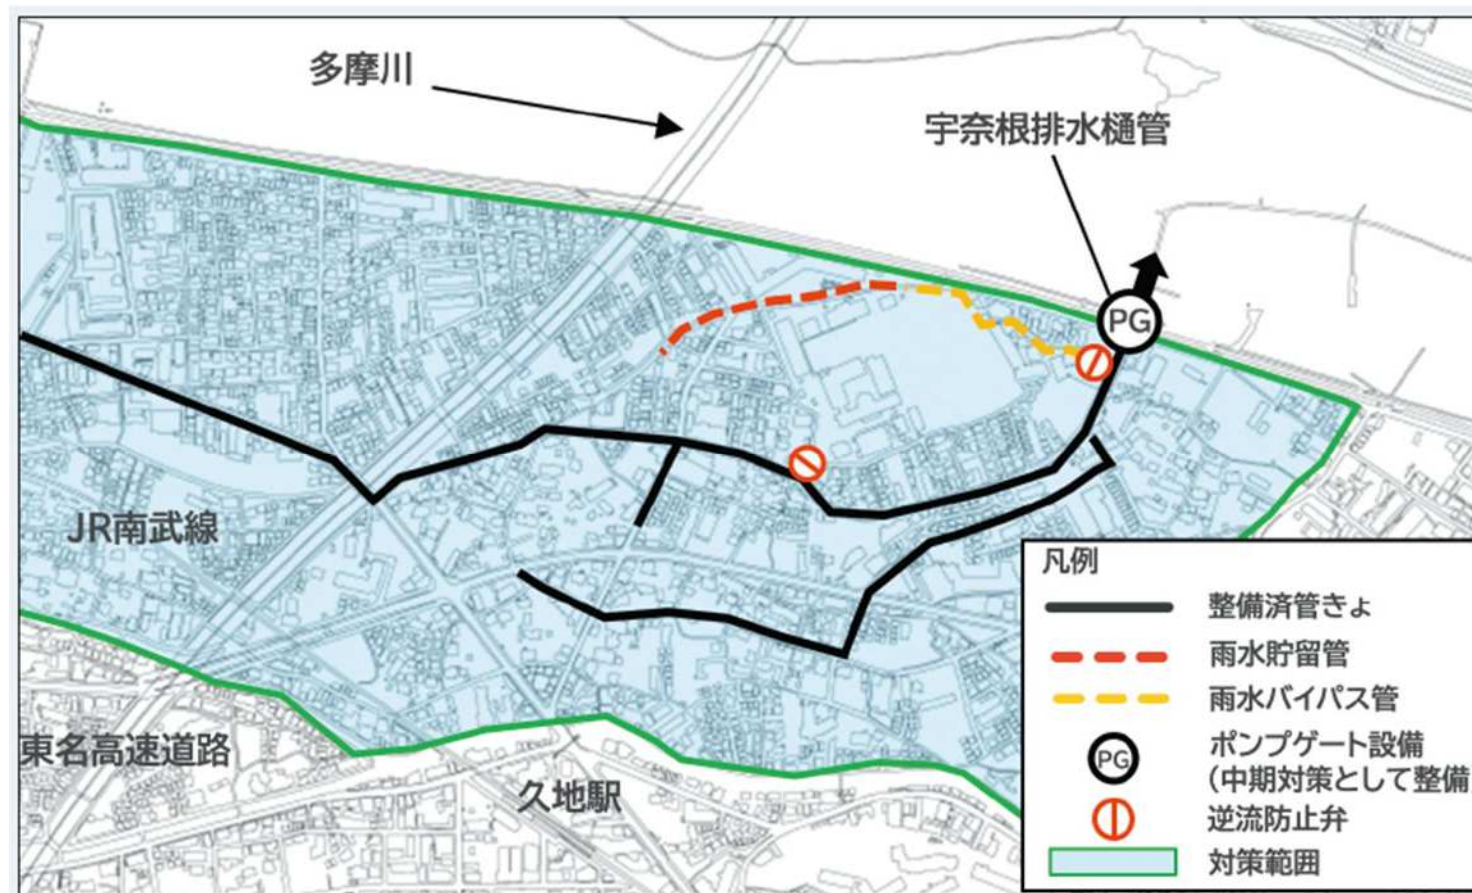 多摩川
宇奈根排水樋管
PG
JR南武線
東名高速道路
久地駅
凡例
整備済管きょ
雨水貯留管
雨水バイパス管
PG
ポンプゲート設備
(中期対策として整備
逆流防止弁
対策範囲